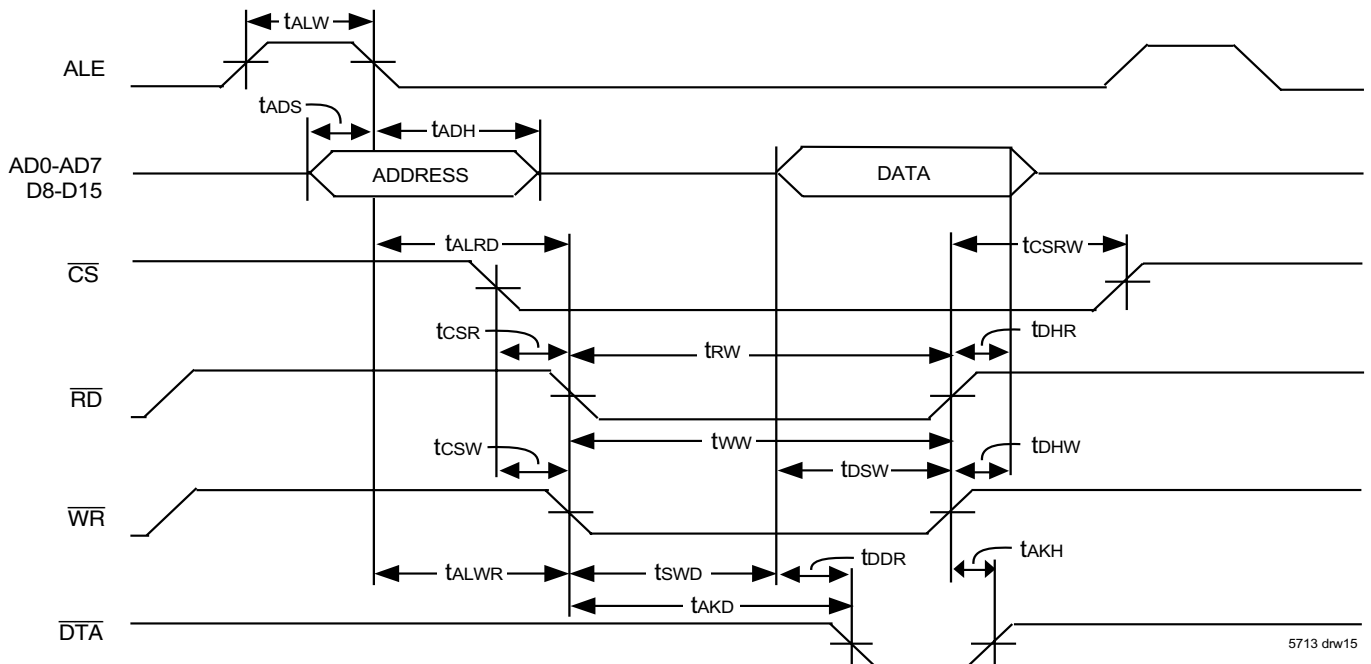 tALW
ALE
tADS
tADH
AD0-AD7
D8-D15
ADDRESS
DATA
tALRD
tCSRW
CS
tCSR
tRW
tDHR
RD
tCSW
tWW
tDHW
tDSW
WR
tALWR
tSWD
tDDR
tAKH
tAKD
DTA
5713 drw15